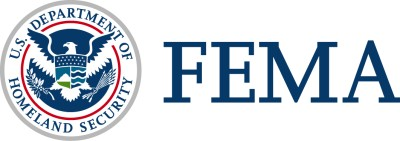 U.S. DEPARTMENT OF
HOMELAND SECURITY
FEMA